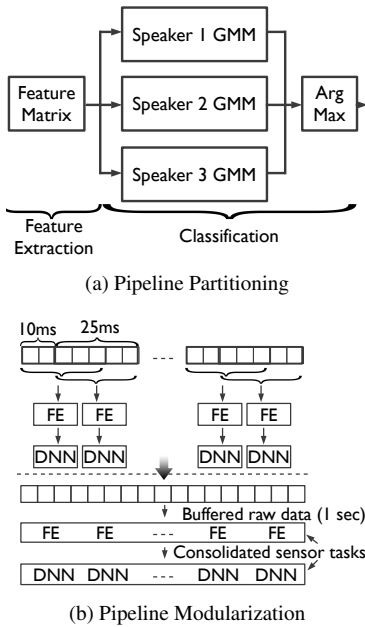 Speaker 1 GMM
Feature
Matrix
Speaker 2 GMM
Arg
Max
Speaker 3 GMM
Feature
Extraction
Classification
(a) Pipeline Partitioning
10ms 25ms
FE FE FE FE
DNN DNN DNN DNN
Buffered raw data (1 sec)
FE FE --- FE FE
Consolidated sensor tasks
DNN DNN --- DNN DNN
(b) Pipeline Modularization